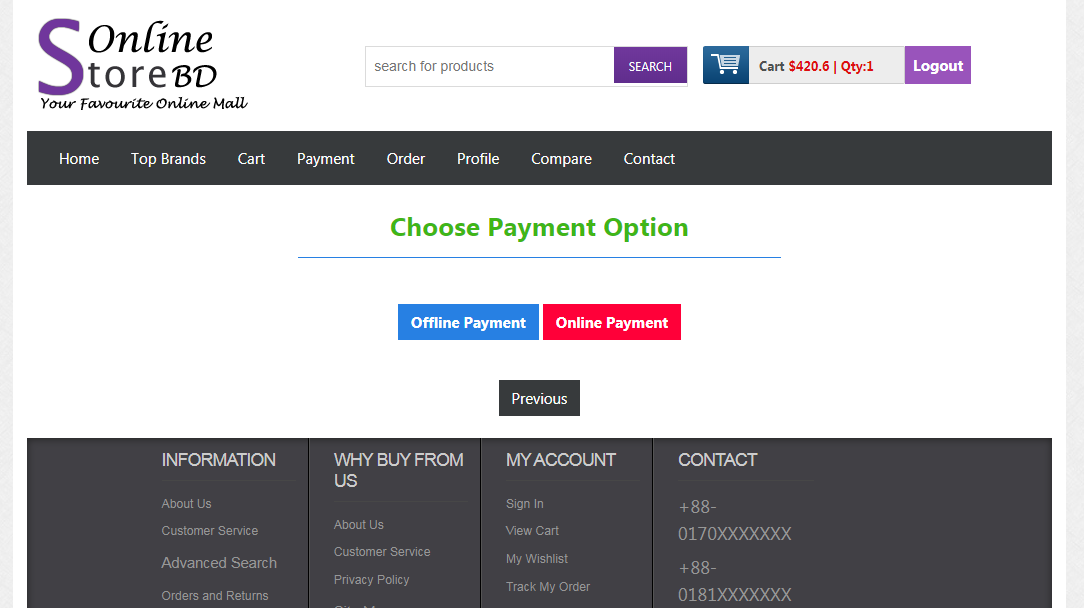 Online
Store BD
Your Favourite Online Mall
search for products
SEARCH
Cart $420.6 | Qty:1
Logout
Home Top Brands Cart Payment Order Profile Compare Contact
Choose Payment Option
Offline Payment Online Payment
Previous
INFORMATION
About Us
Customer Service
Advanced Search
Orders and Returns
WHY BUY FROM
US
About Us
Customer Service
Privacy Policy
MY ACCOUNT
Sign In
View Cart
My Wishlist
Track My Order
CONTACT
+88-
0170XXXXXXX
+88-
0181XXXXXXX